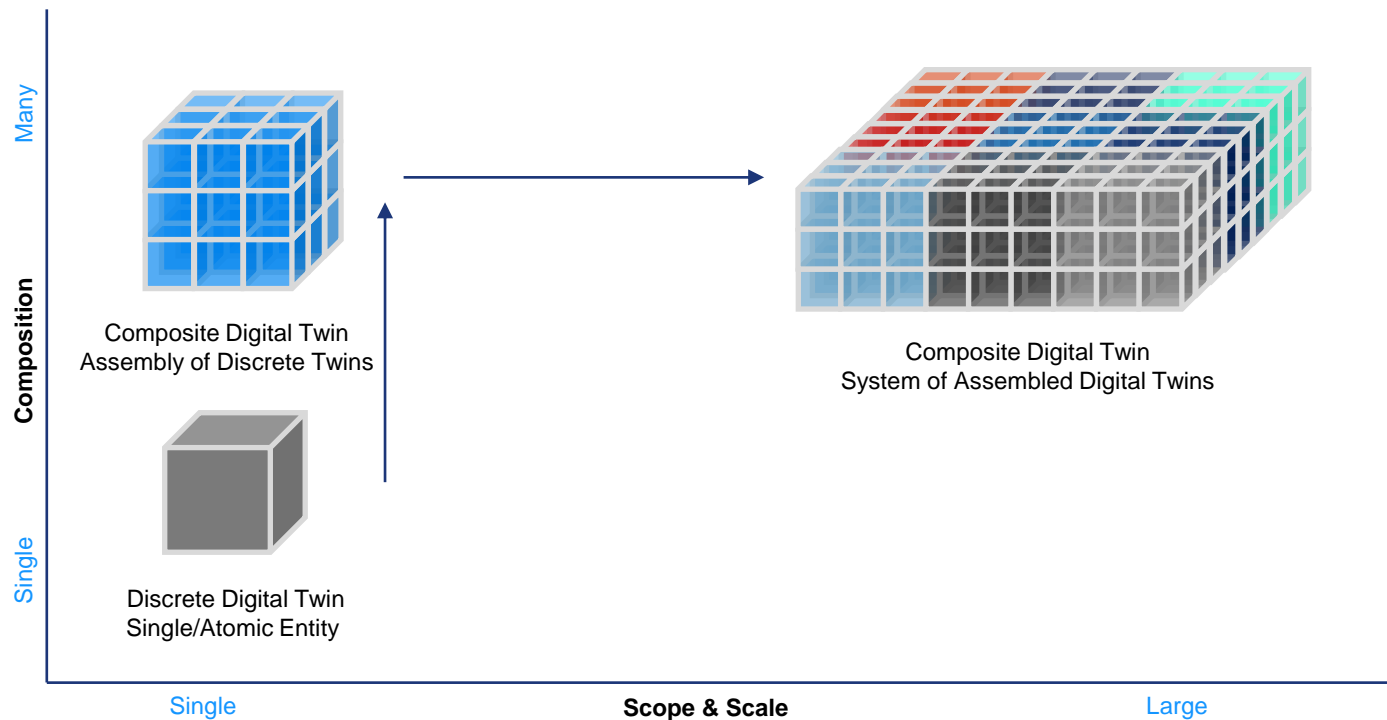 Many
Composition
Single
Composite Digital Twin
Assembly of Discrete Twins
Composite Digital Twin
System of Assembled Digital Twins
Discrete Digital Twin
Single/Atomic Entity
Single
Scope & Scale
Large